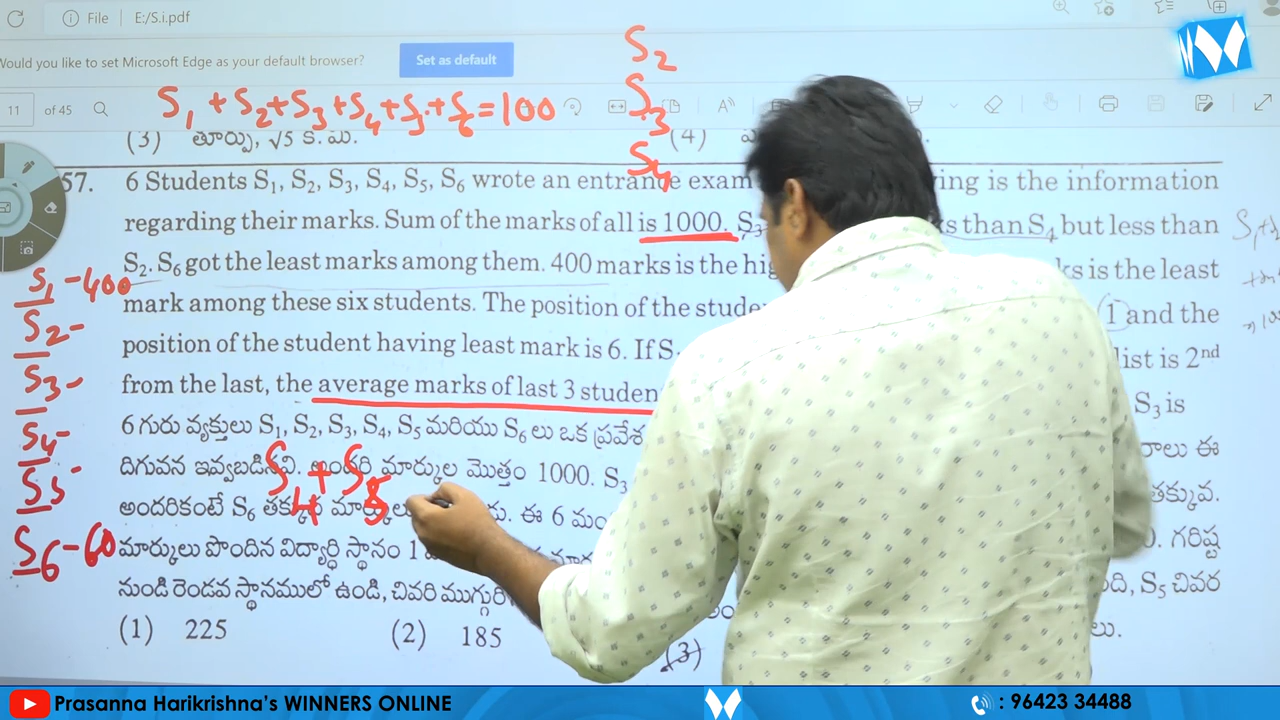 File E:/S.i.pdf
Would you like to set Microsoft Edge as your default browser? Set as default
11 of 45
S₁ + S₂ + S₃ + S₄ + S₅ + S₆ = 100
S₂
S₃
S₄
(3) తూర్పు, √5 కి.మి. (4)
57. 6 Students S₁, S₂, S₃, S₄, S₅, S₆ wrote an entrance exam ing is the information
regarding their marks. Sum of the marks of all is 1000. S₃ s than S₄ but less than
S₂. S₆ got the least marks among them. 400 marks is the hig ks is the least
mark among these six students. The position of the stude 1 and the
position of the student having least mark is 6. If S list is 2nd
from the last, the average marks of last 3 studen S₃ is
S₁ - 400
S₂ -
S₃ -
S₄ -
S₅ -
S₆ - 60
S₄ + S₅
6 గురు వ్యక్తులు S₁, S₂, S₃, S₄, S₅ మరియు S₆ లు ఒక ప్రవేశ రాలు ఈ
దిగువన ఇవ్వబడినవి. అందరి మార్కుల మొత్తం 1000. S₃ తక్కువ.
అందరికంటే S₆ తక్కువ ఈ 6 గరిష్ట
మార్కులు పొందిన విద్యార్థి స్థానం 1 S₅ చివర
నుండి రెండవ స్థానములో ఉండి, చివరి ముగ్గురి లు.
(1) 225 (2) 185 (3)
Prasanna Harikrishna's WINNERS ONLINE : 96423 34488